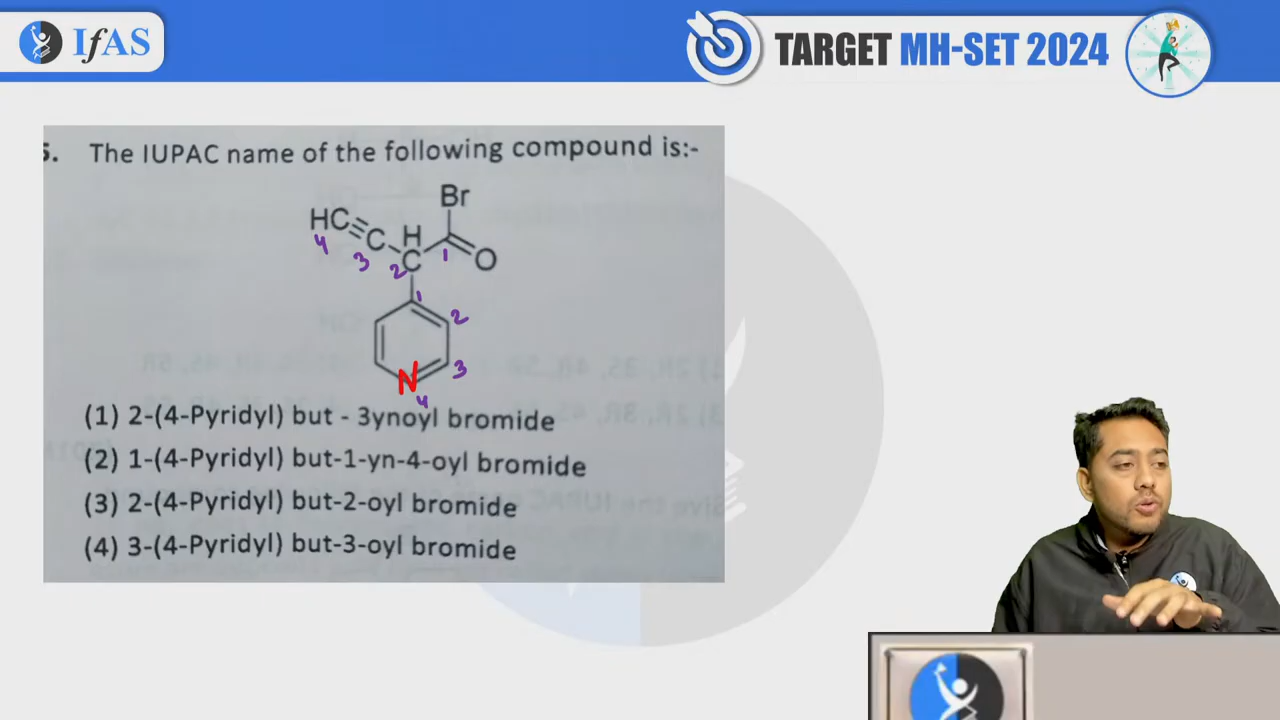 IfAS
TARGET MH-SET 2024
5. The IUPAC name of the following compound is:-
Br
HC
C
H
C
O
4
3
2
1
1
2
3
N
4
(1) 2-(4-Pyridyl) but - 3ynoyl bromide
(2) 1-(4-Pyridyl) but-1-yn-4-oyl bromide
(3) 2-(4-Pyridyl) but-2-oyl bromide
(4) 3-(4-Pyridyl) but-3-oyl bromide